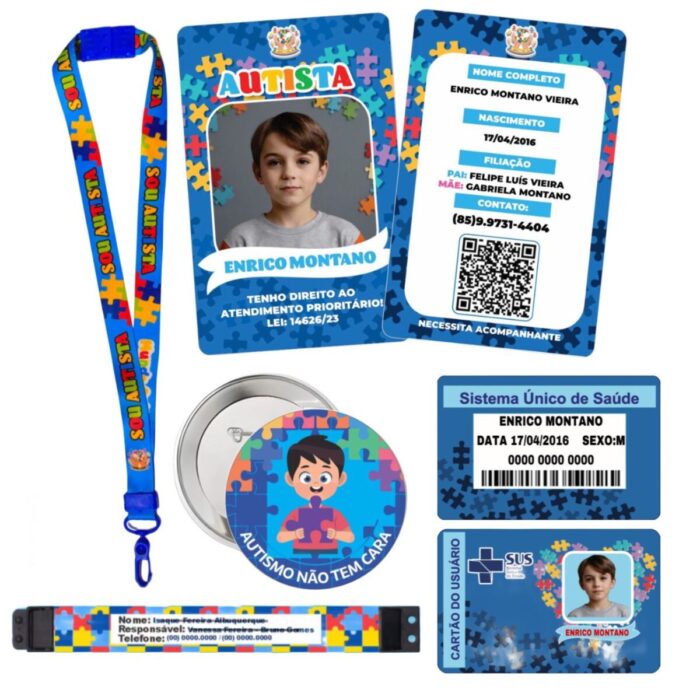 SOU AUTISTA
SOU AUTISTA
SOU AUTISTA
AUTISTA
ENRICO MONTANO
TENHO DIREITO AO
ATENDIMENTO PRIORITÁRIO!
LEI: 14626/23
NOME COMPLETO
ENRICO MONTANO VIEIRA
NASCIMENTO
17/04/2016
FILIAÇÃO
PAI: FELIPE LUÍS VIEIRA
MÃE: GABRIELA MONTANO
CONTATO:
(85)9.9731-4404
NECESSITA ACOMPANHANTE
AUTISMO NÃO TEM CARA
Sistema Único de Saúde
ENRICO MONTANO
DATA 17/04/2016 SEXO:M
0000 0000 0000
CARTÃO DO USUÁRIO
SUS
ENRICO MONTANO
Nome: Isaque Ferreira Albuquerque
Responsável: Vanessa Ferreira - Bruno Gomes
Telefone: (00) 0000.0000 / (00) 0000.0000